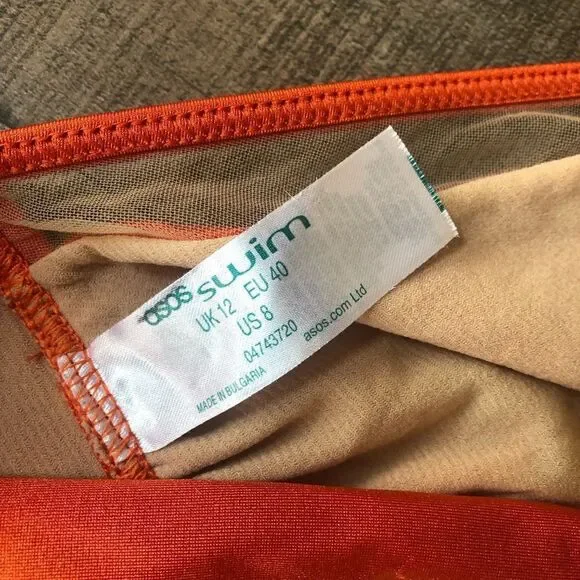 asos swim
UK 12 EU 40
US 8
04743720
asos.com Ltd
MADE IN BULGARIA